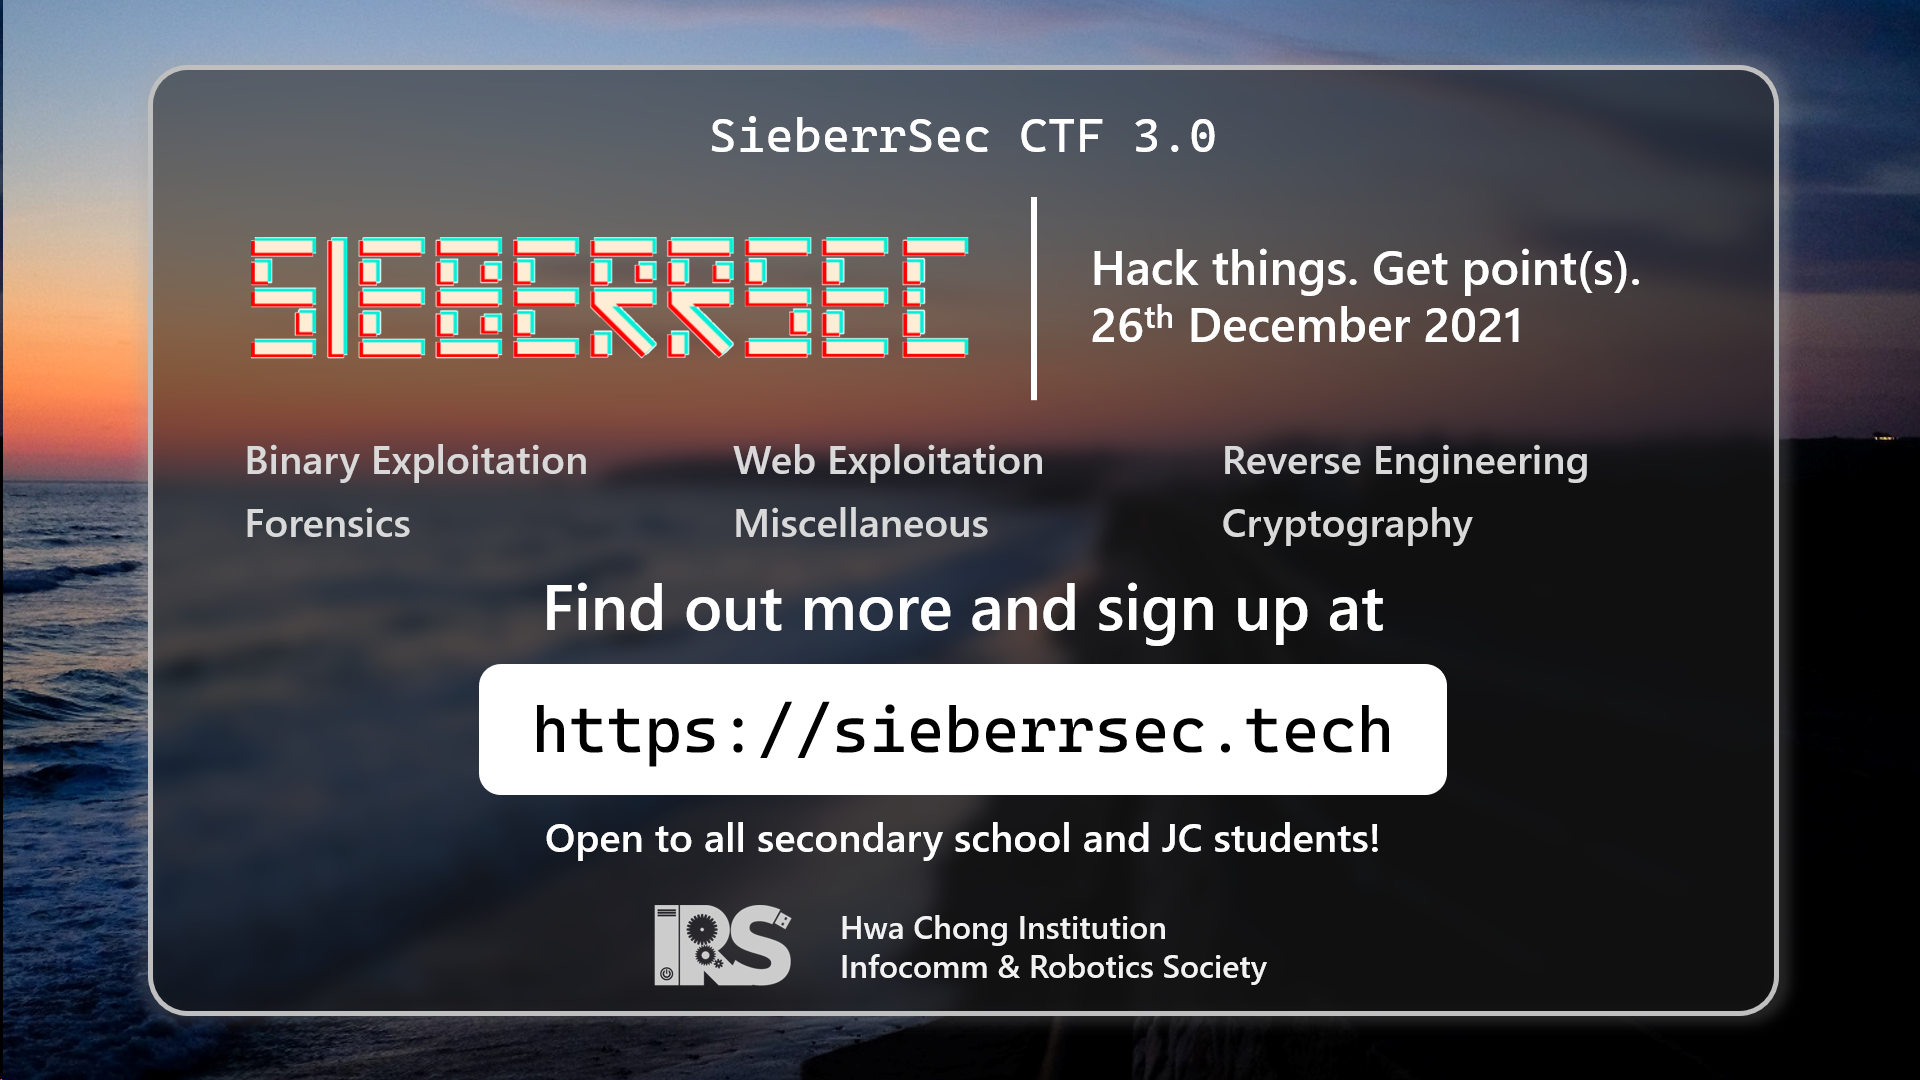 SieberrSec CTF 3.0
SIEBERRSEC
Hack things. Get point(s).
26th December 2021
Binary Exploitation
Web Exploitation
Reverse Engineering
Forensics
Miscellaneous
Cryptography
Find out more and sign up at
https://sieberrsec.tech
Open to all secondary school and JC students!
IRS
Hwa Chong Institution
Infocomm & Robotics Society